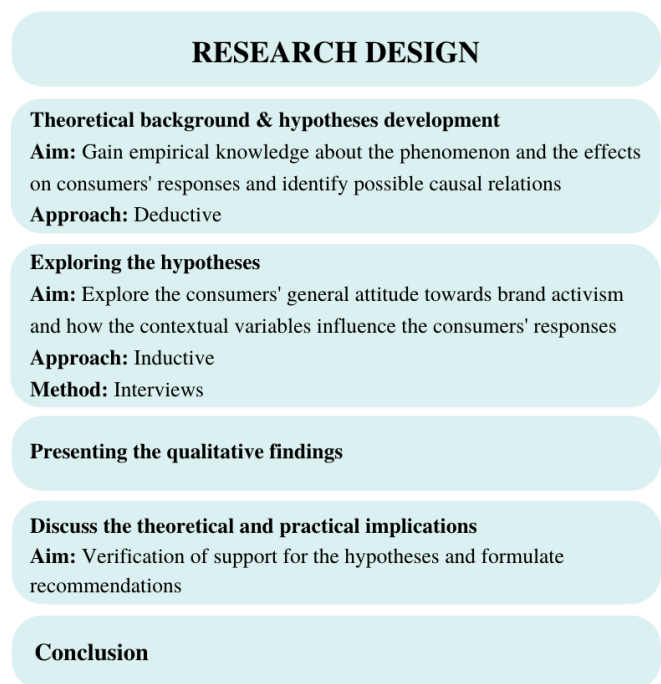 RESEARCH DESIGN
Theoretical background & hypotheses development
Aim: Gain empirical knowledge about the phenomenon and the effects
on consumers' responses and identify possible causal relations
Approach: Deductive
Exploring the hypotheses
Aim: Explore the consumers' general attitude towards brand activism
and how the contextual variables influence the consumers' responses
Approach: Inductive
Method: Interviews
Presenting the qualitative findings
Discuss the theoretical and practical implications
Aim: Verification of support for the hypotheses and formulate
recommendations
Conclusion